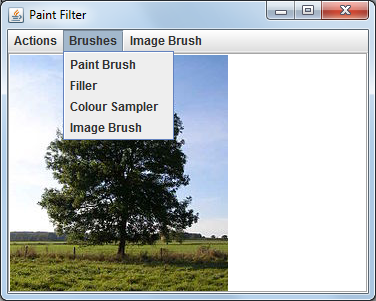 Paint Filter
Actions Brushes Image Brush
Paint Brush
Filler
Colour Sampler
Image Brush